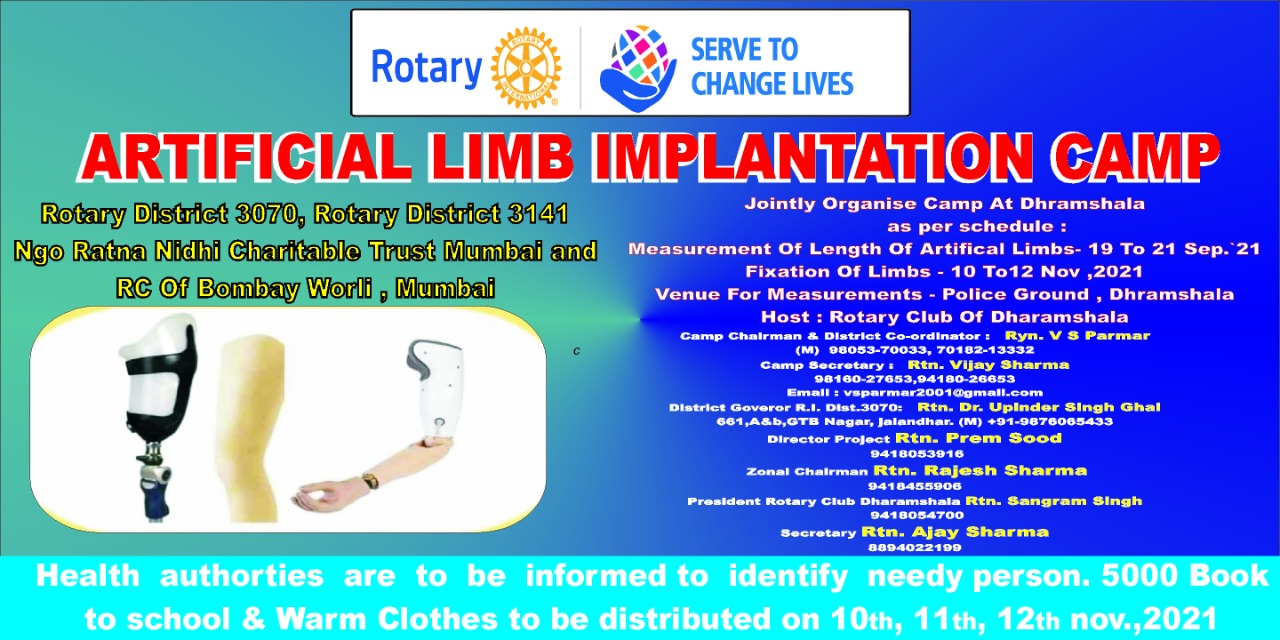 Rotary
ROTARY
INTERNATIONAL
®
SERVE TO
CHANGE LIVES
ARTIFICIAL LIMB IMPLANTATION CAMP
Rotary District 3070, Rotary District 3141
Ngo Ratna Nidhi Charitable Trust Mumbai and
RC Of Bombay Worli , Mumbai
c
Jointly Organise Camp At Dhramshala
as per schedule :
Measurement Of Length Of Artifical Limbs- 19 To 21 Sep.`21
Fixation Of Limbs - 10 To12 Nov ,2021
Venue For Measurements - Police Ground , Dhramshala
Host : Rotary Club Of Dharamshala
Camp Chairman & District Co-ordinator : Ryn. V S Parmar
(M) 98053-70033, 70182-13332
Camp Secretary : Rtn. Vijay Sharma
98160-27653,94180-26653
Email : vsparmar2001@gmail.com
District Goveror R.I. Dist.3070: Rtn. Dr. Upinder Singh Ghai
661,A&b,GTB Nagar, Jalandhar. (M) +91-9876065433
Director Project Rtn. Prem Sood
9418053916
Zonal Chairman Rtn. Rajesh Sharma
9418455906
President Rotary Club Dharamshala Rtn. Sangram Singh
9418054700
Secretary Rtn. Ajay Sharma
8894022199
Health authorties are to be informed to identify needy person. 5000 Book
to school & Warm Clothes to be distributed on 10th, 11th, 12th nov.,2021